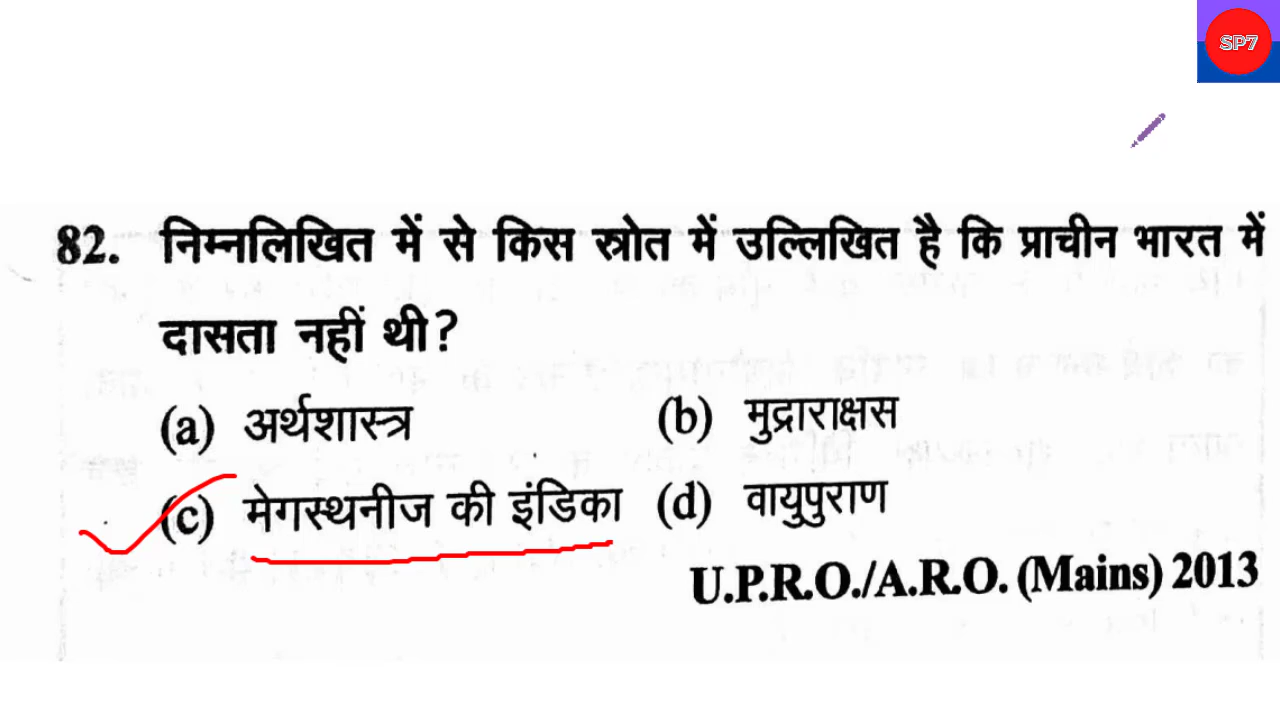 SP7
82. निम्नलिखित में से किस स्रोत में उल्लिखित है कि प्राचीन भारत में
दासता नहीं थी?
(a) अर्थशास्त्र (b) मुद्राराक्षस
(c) मेगस्थनीज की इंडिका (d) वायुपुराण
U.P.R.O./A.R.O. (Mains) 2013